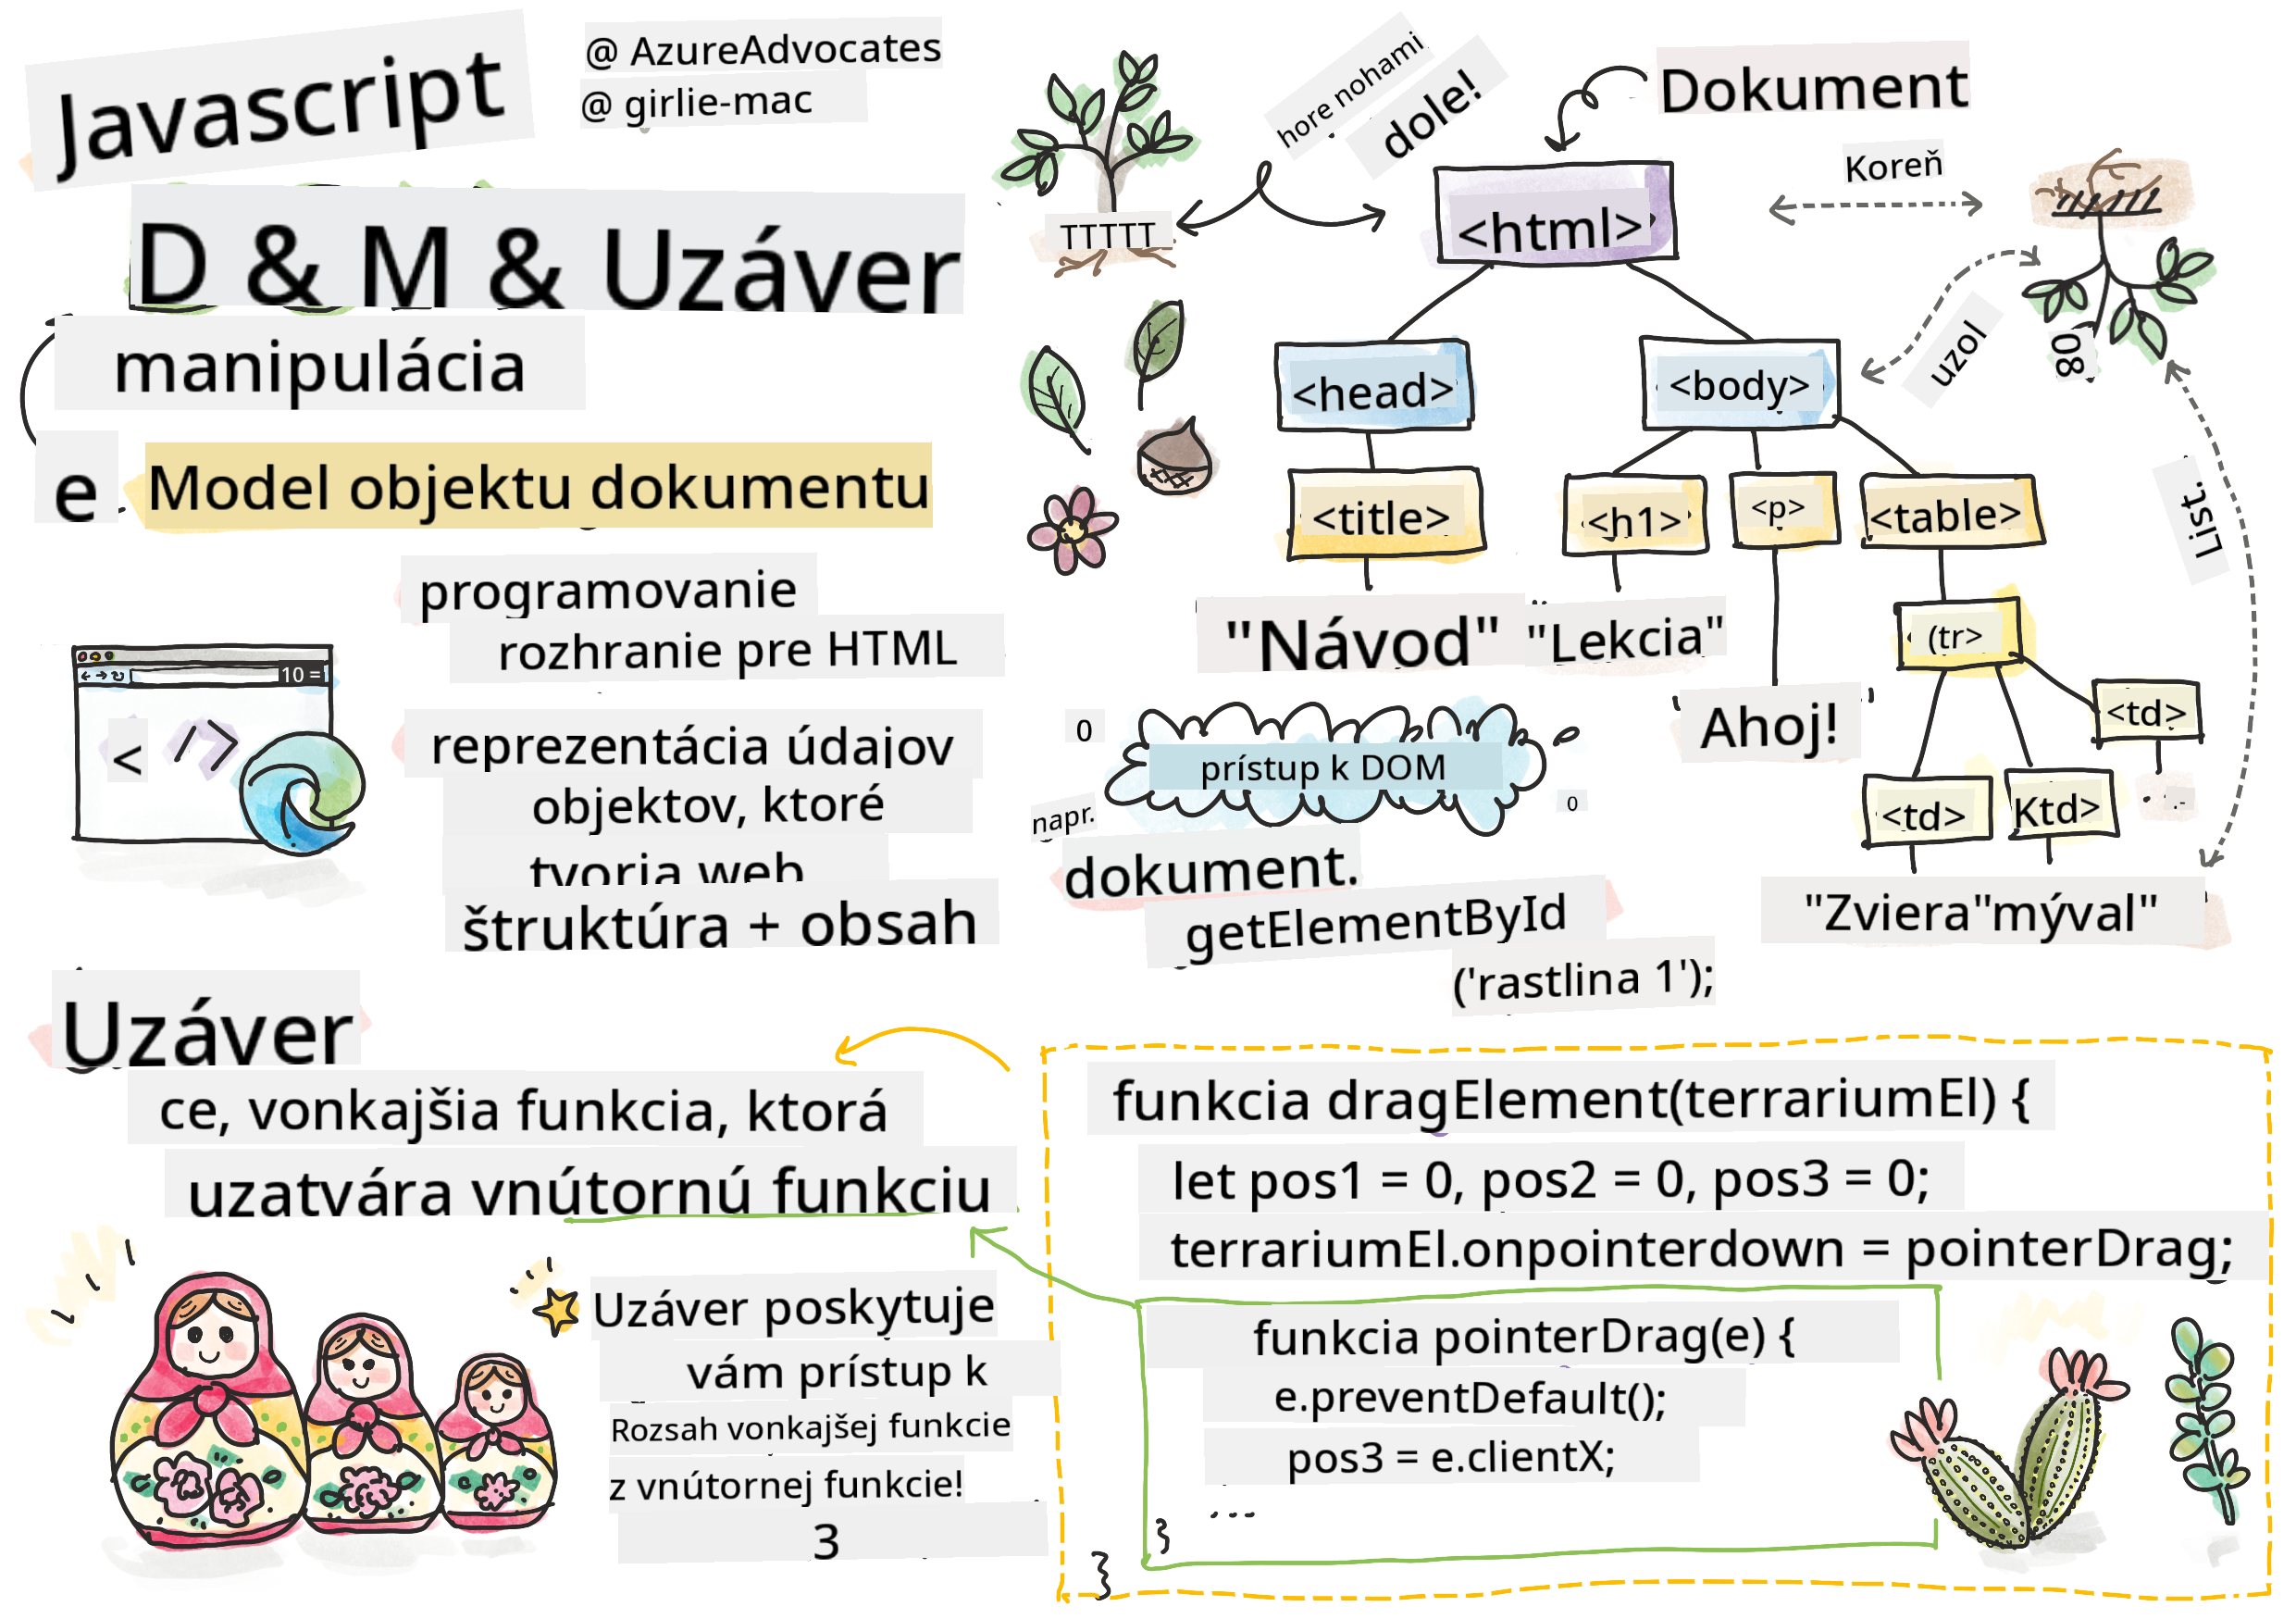 Javascript
@ AzureAdvocates
@ girlie-mac
D & M & Uzáver
manipulácia
e Model objektu dokumentu
programovanie
rozhranie pre HTML
10 =
< />
reprezentácia údajov
objektov, ktoré
tvoria web
štruktúra + obsah
hore nohami
dole!
Dokument
TTTTT
Koreň
<html>
uzol
08
<head>
<body>
List.
<title>
<h1>
<p>
<table>
"Návod"
"Lekcia"
(tr>
Ahoj!
<td>
<td>
Ktd>
"Zviera"mýval"
0
prístup k DOM
0
napr.
dokument.
getElementById
('rastlina 1');
Uzáver
ce, vonkajšia funkcia, ktorá
uzatvára vnútornú funkciu
Uzáver poskytuje
vám prístup k
Rozsah vonkajšej funkcie
z vnútornej funkcie!
3
funkcia dragElement(terrariumEl) {
let pos1 = 0, pos2 = 0, pos3 = 0;
terrariumEl.onpointerdown = pointerDrag;
funkcia pointerDrag(e) {
e.preventDefault();
pos3 = e.clientX;
...
}
}